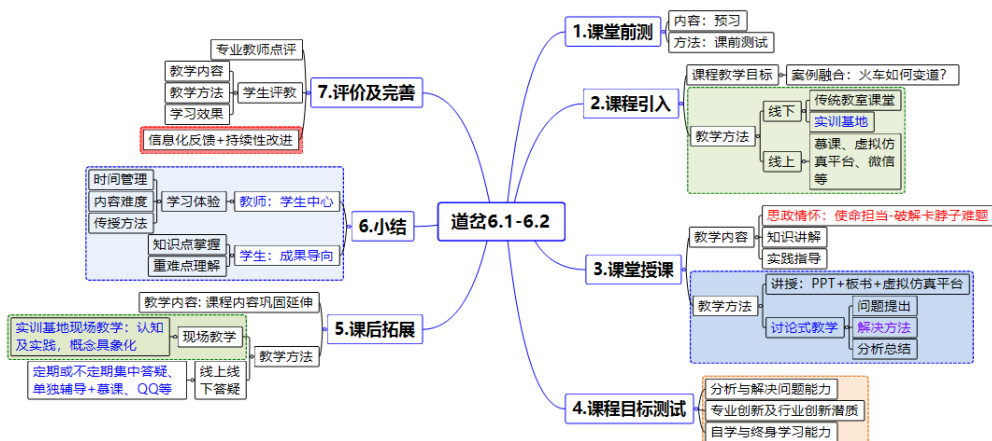 道岔6.1-6.2
1.课堂前测
内容：预习
方法：课前测试
2.课程引入
课程教学目标
案例融合：火车如何变道？
教学方法
线下
传统教室课堂
实训基地
线上
慕课、虚拟仿
真平台、微信
等
3.课堂授课
教学内容
思政情怀：使命担当-破解卡脖子难题
知识讲解
实践指导
教学方法
讲授：PPT+板书+虚拟仿真平台
讨论式教学
问题提出
解决方法
分析总结
4.课程目标测试
分析与解决问题能力
专业创新及行业创新潜质
自学与终身学习能力
5.课后拓展
教学内容: 课程内容巩固延伸
教学方法
现场教学
实训基地现场教学：认知
及实践，概念具象化
线上线
下答疑
定期或不定期集中答疑、
单独辅导+慕课、QQ等
6.小结
教师：学生中心
学习体验
时间管理
内容难度
传授方法
学生：成果导向
知识点掌握
重难点理解
7.评价及完善
专业教师点评
学生评教
教学内容
教学方法
学习效果
信息化反馈+持续性改进